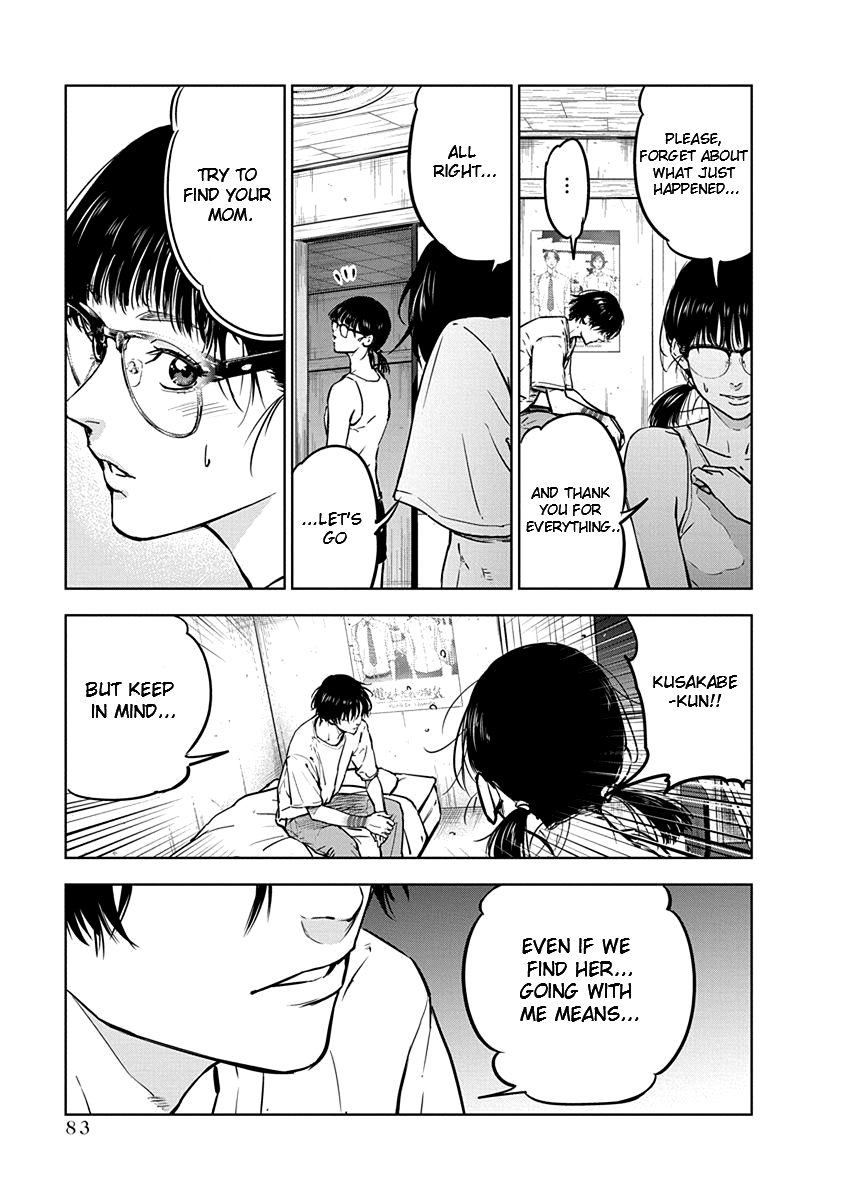 PLEASE,
FORGET ABOUT
WHAT JUST
HAPPENED...
...
AND THANK
YOU FOR
EVERYTHING..
ALL
RIGHT...
...LET'S
GO
TRY TO
FIND YOUR
MOM.
KUSAKABE
-KUN!!
BUT KEEP
IN MIND...
EVEN IF WE
FIND HER...
GOING WITH
ME MEANS...
83